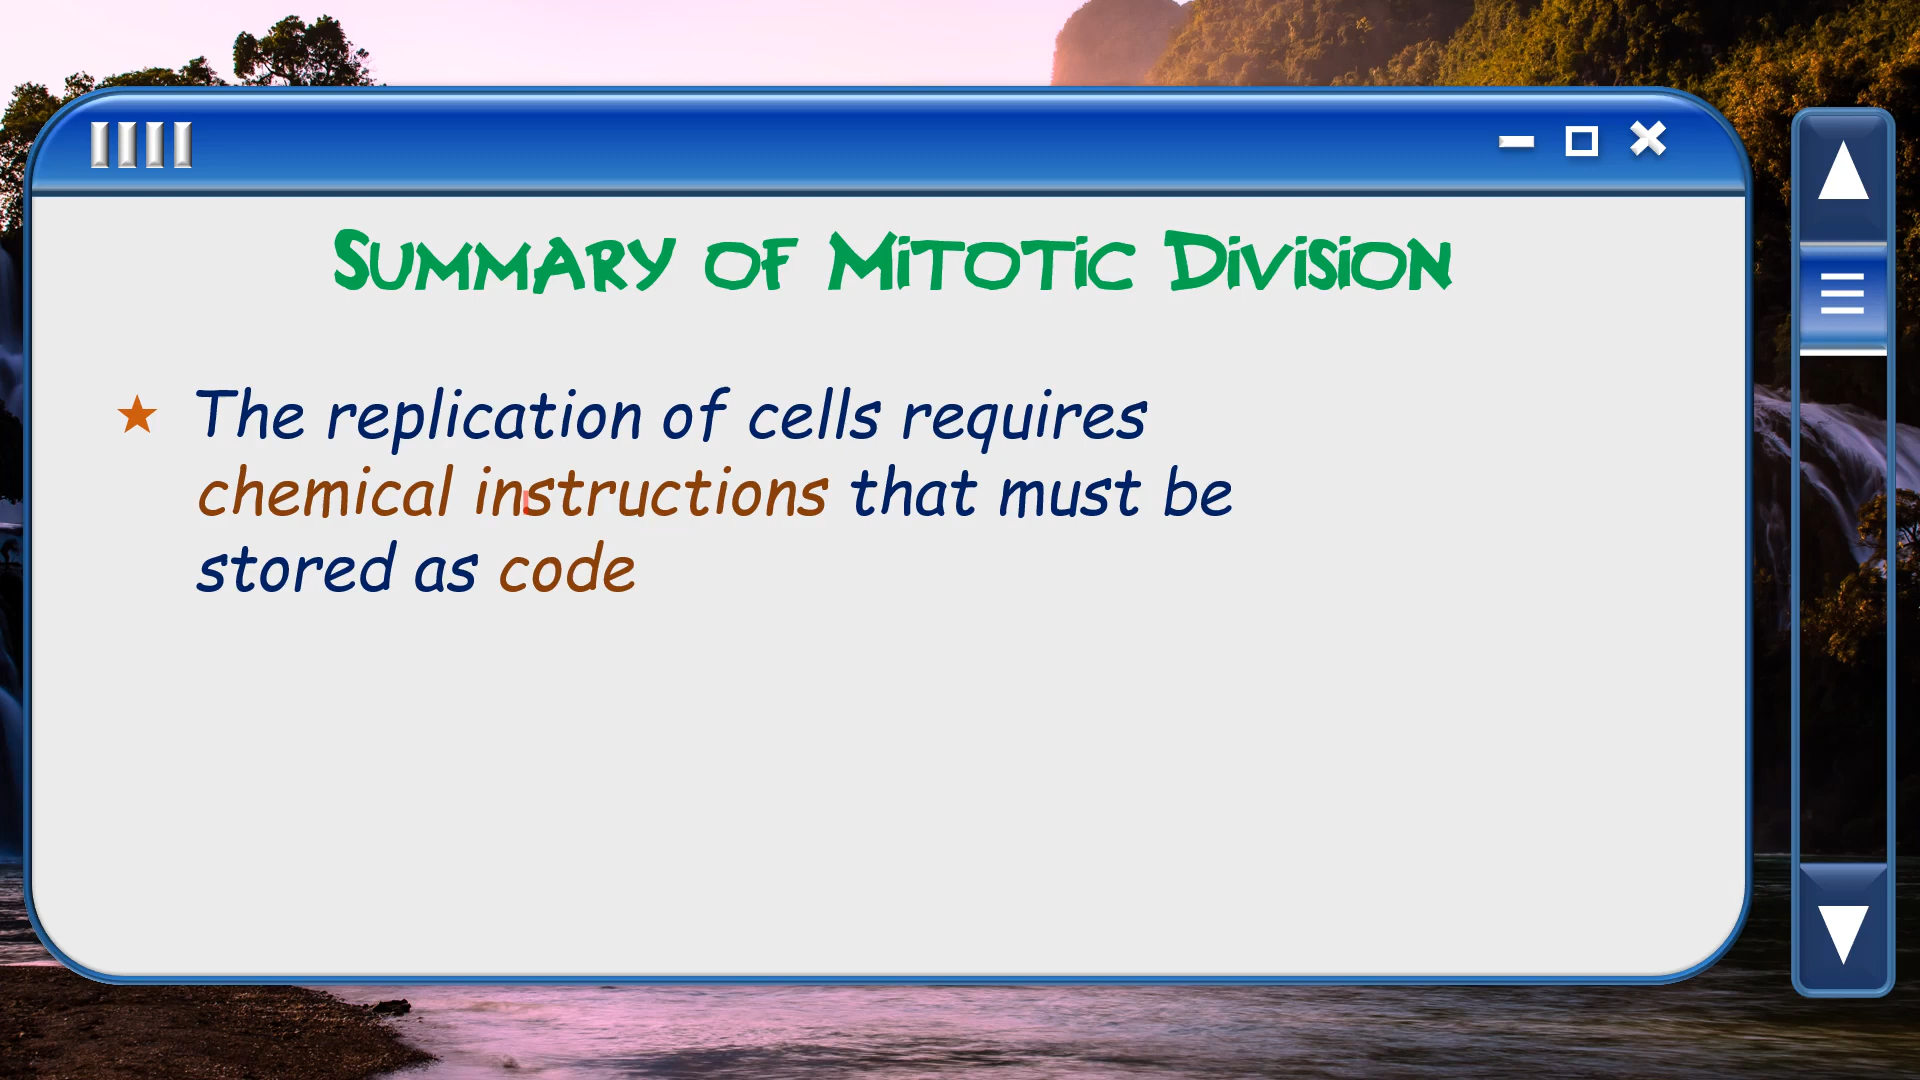 Summary of Mitotic Division
★ The replication of cells requires
chemical instructions that must be
stored as code